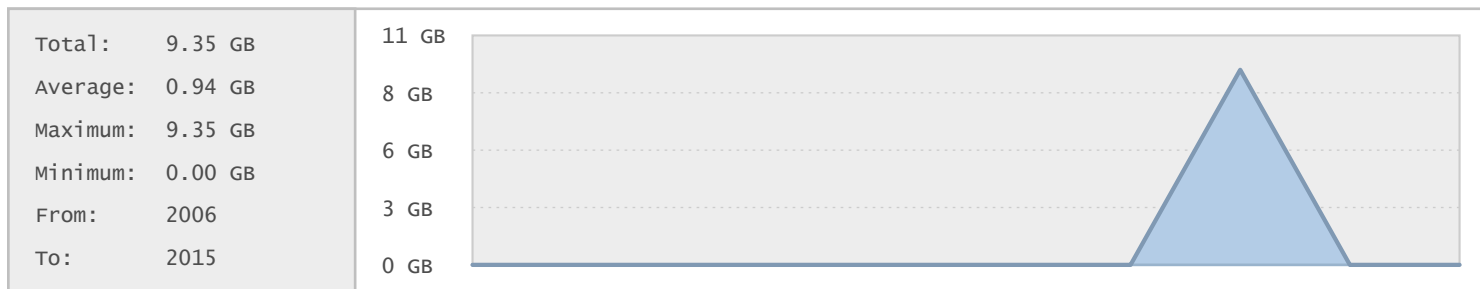 Total: 9.35 GB
Average: 0.94 GB
Maximum: 9.35 GB
Minimum: 0.00 GB
From: 2006
To: 2015
11 GB
8 GB
6 GB
3 GB
0 GB